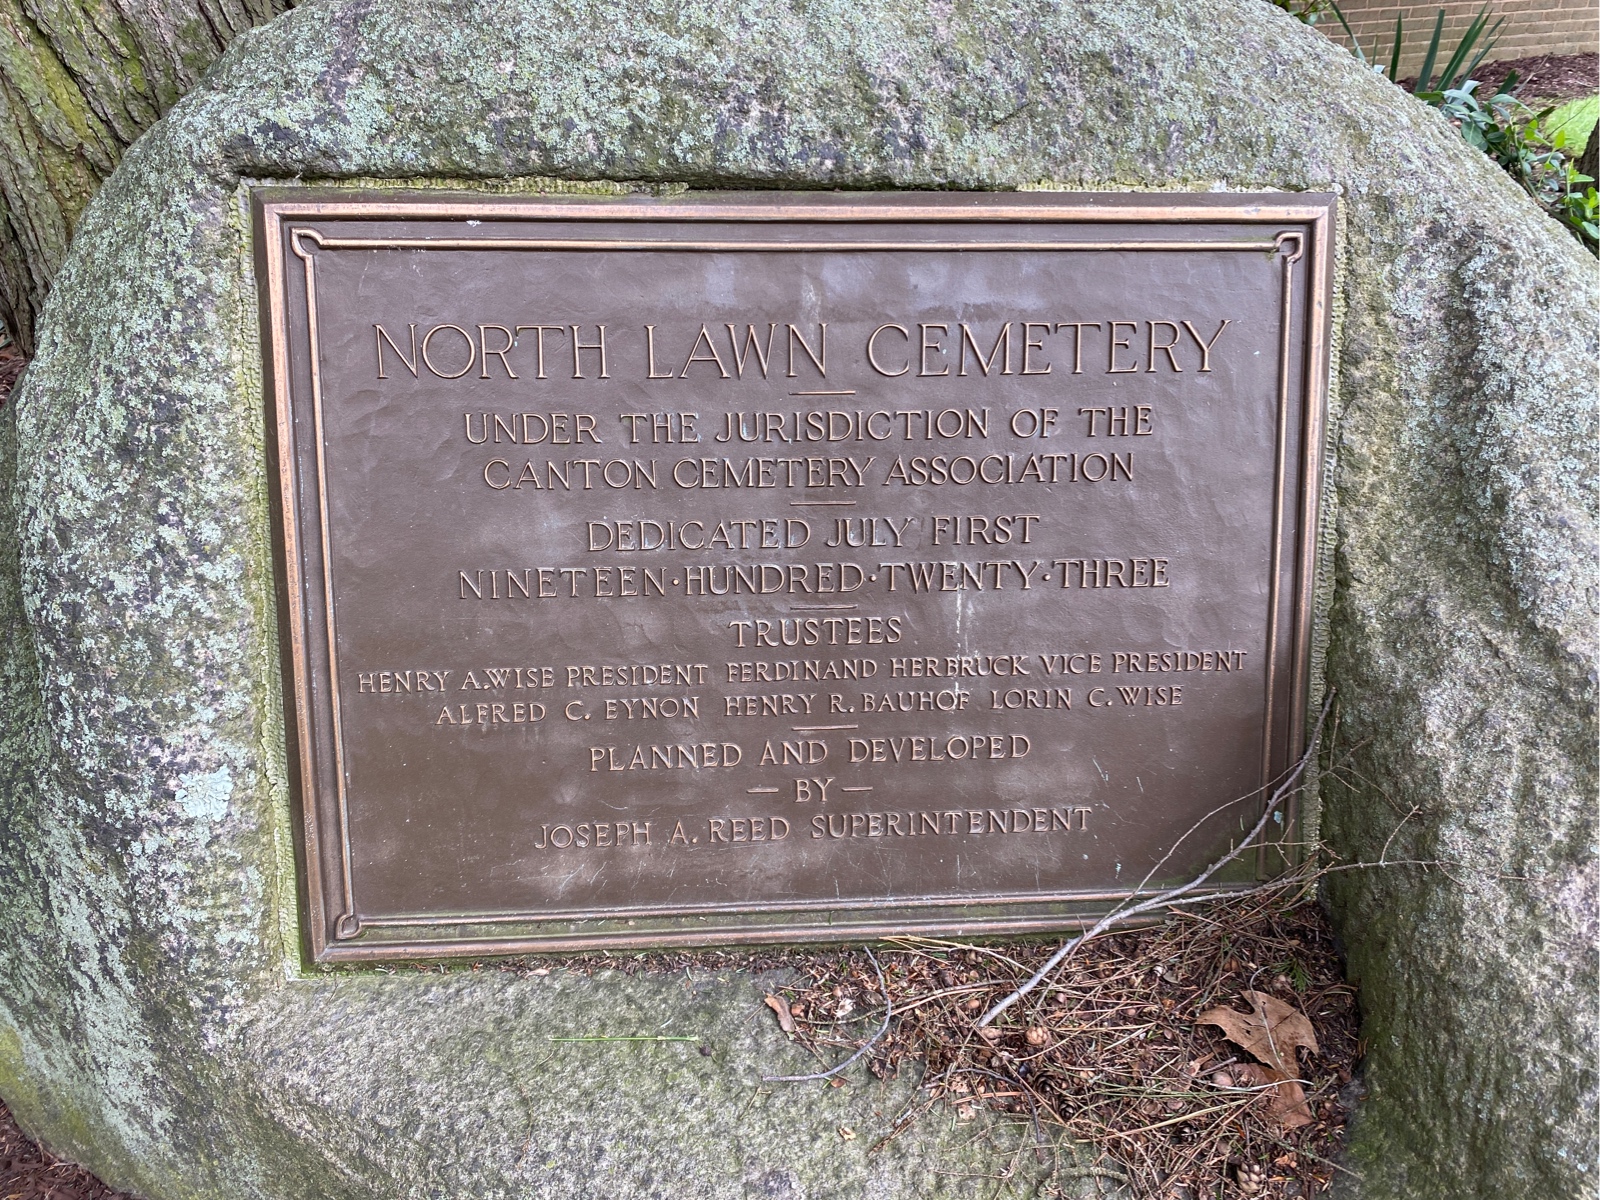 NORTH LAWN CEMETERY
UNDER THE JURISDICTION OF THE
CANTON CEMETERY ASSOCIATION
DEDICATED JULY FIRST
NINETEEN·HUNDRED·TWENTY·THREE
TRUSTEES
HENRY A. WISE PRESIDENT FERDINAND HERBRUCK VICE PRESIDENT
ALFRED C. EYNON HENRY R. BAUHOF LORIN C. WISE
PLANNED AND DEVELOPED
— BY —
JOSEPH A. REED SUPERINTENDENT